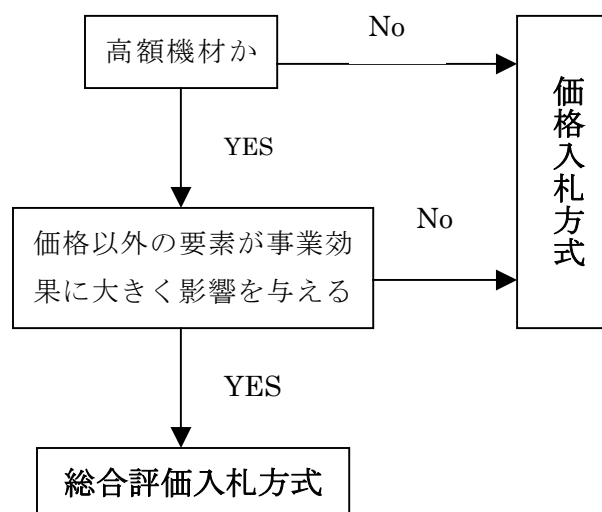 高額機材か
No
価格入札方式
YES
価格以外の要素が事業効
果に大きく影響を与える
No
YES
総合評価入札方式